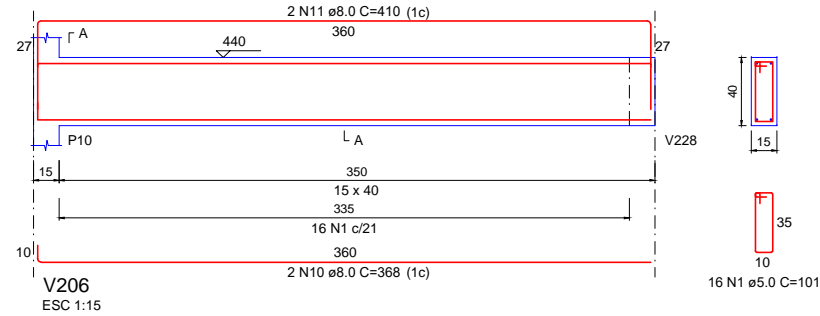 2 N11 ø8.0 C=410 (1c)
360
27
A
440
27
40
15
P10
A
V228
15
350
15 x 40
335
16 N1 c/21
35
10
16 N1 ø5.0 C=101
10
360
2 N10 ø8.0 C=368 (1c)
V206
ESC 1:15